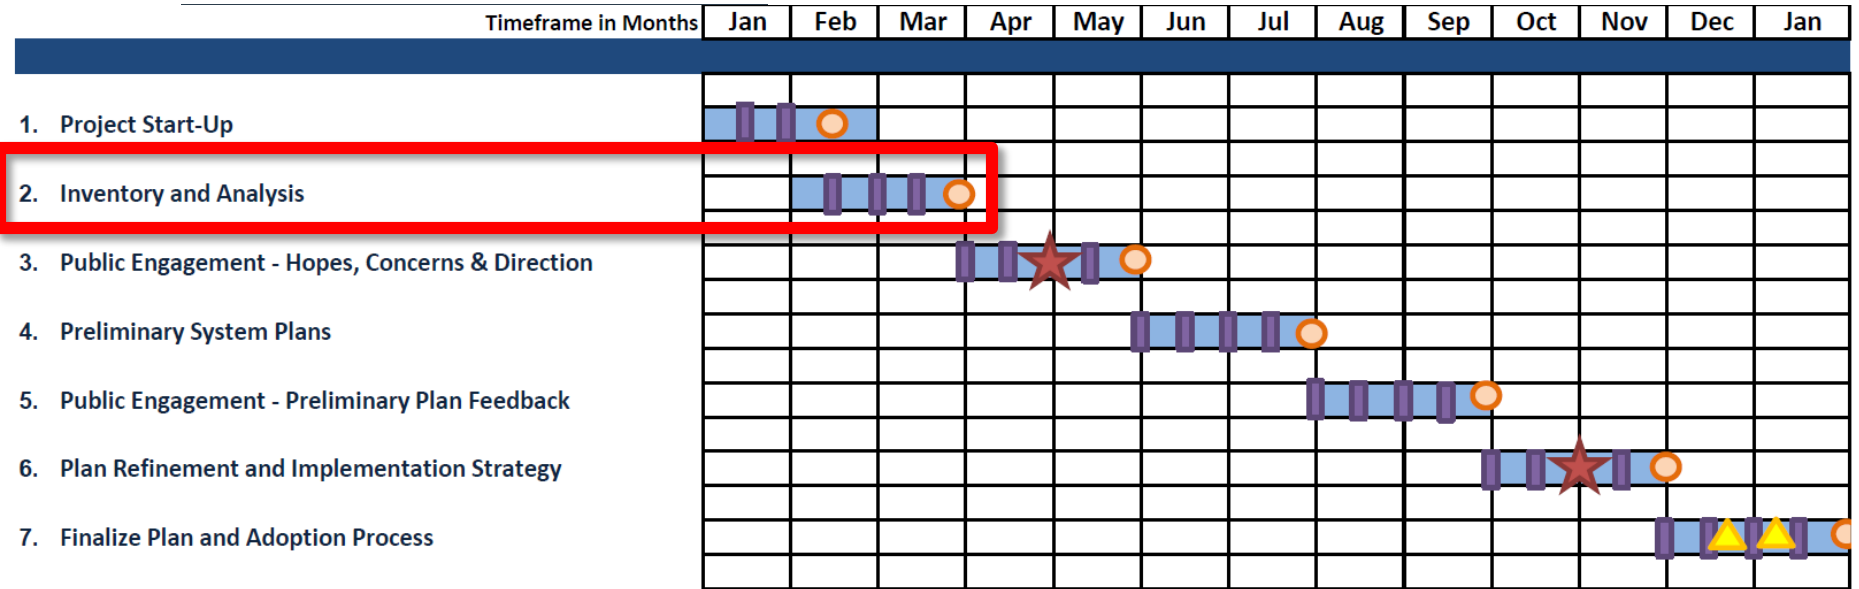 Timeframe in Months Jan Feb Mar Apr May Jun Jul Aug Sep Oct Nov Dec Jan
1. Project Start-Up
2. Inventory and Analysis
3. Public Engagement - Hopes, Concerns & Direction
4. Preliminary System Plans
5. Public Engagement - Preliminary Plan Feedback
6. Plan Refinement and Implementation Strategy
7. Finalize Plan and Adoption Process